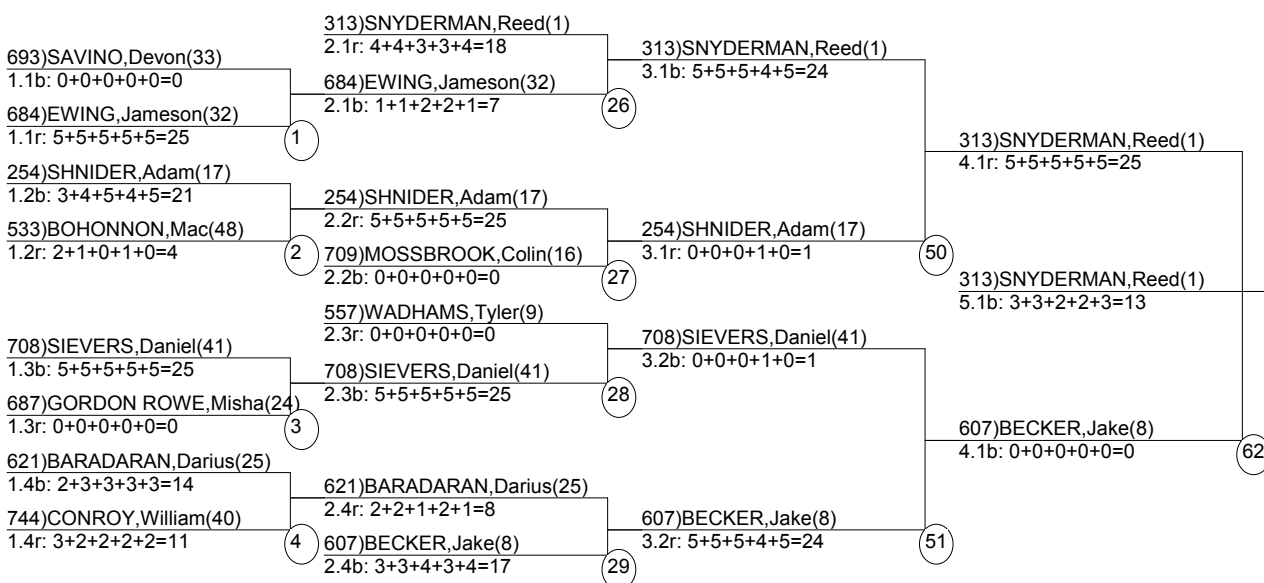 693)SAVINO,Devon(33)
1.1b: 0+0+0+0+0=0
684)EWING,Jameson(32)
1.1r: 5+5+5+5+5=25
1
254)SHNIDER,Adam(17)
1.2b: 3+4+5+4+5=21
533)BOHONNON,Mac(48)
1.2r: 2+1+0+1+0=4
2
708)SIEVERS,Daniel(41)
1.3b: 5+5+5+5+5=25
687)GORDON ROWE,Misha(24)
1.3r: 0+0+0+0+0=0
3
621)BARADARAN,Darius(25)
1.4b: 2+3+3+3+3=14
744)CONROY,William(40)
1.4r: 3+2+2+2+2=11
4
313)SNYDERMAN,Reed(1)
2.1r: 4+4+3+3+4=18
684)EWING,Jameson(32)
2.1b: 1+1+2+2+1=7
26
254)SHNIDER,Adam(17)
2.2r: 5+5+5+5+5=25
709)MOSSBROOK,Colin(16)
2.2b: 0+0+0+0+0=0
27
557)WADHAMS,Tyler(9)
2.3r: 0+0+0+0+0=0
708)SIEVERS,Daniel(41)
2.3b: 5+5+5+5+5=25
28
621)BARADARAN,Darius(25)
2.4r: 2+2+1+2+1=8
607)BECKER,Jake(8)
2.4b: 3+3+4+3+4=17
29
313)SNYDERMAN,Reed(1)
3.1b: 5+5+5+4+5=24
254)SHNIDER,Adam(17)
3.1r: 0+0+0+1+0=1
50
708)SIEVERS,Daniel(41)
3.2b: 0+0+0+1+0=1
607)BECKER,Jake(8)
3.2r: 5+5+5+4+5=24
51
313)SNYDERMAN,Reed(1)
4.1r: 5+5+5+5+5=25
313)SNYDERMAN,Reed(1)
5.1b: 3+3+2+2+3=13
607)BECKER,Jake(8)
4.1b: 0+0+0+0+0=0
62